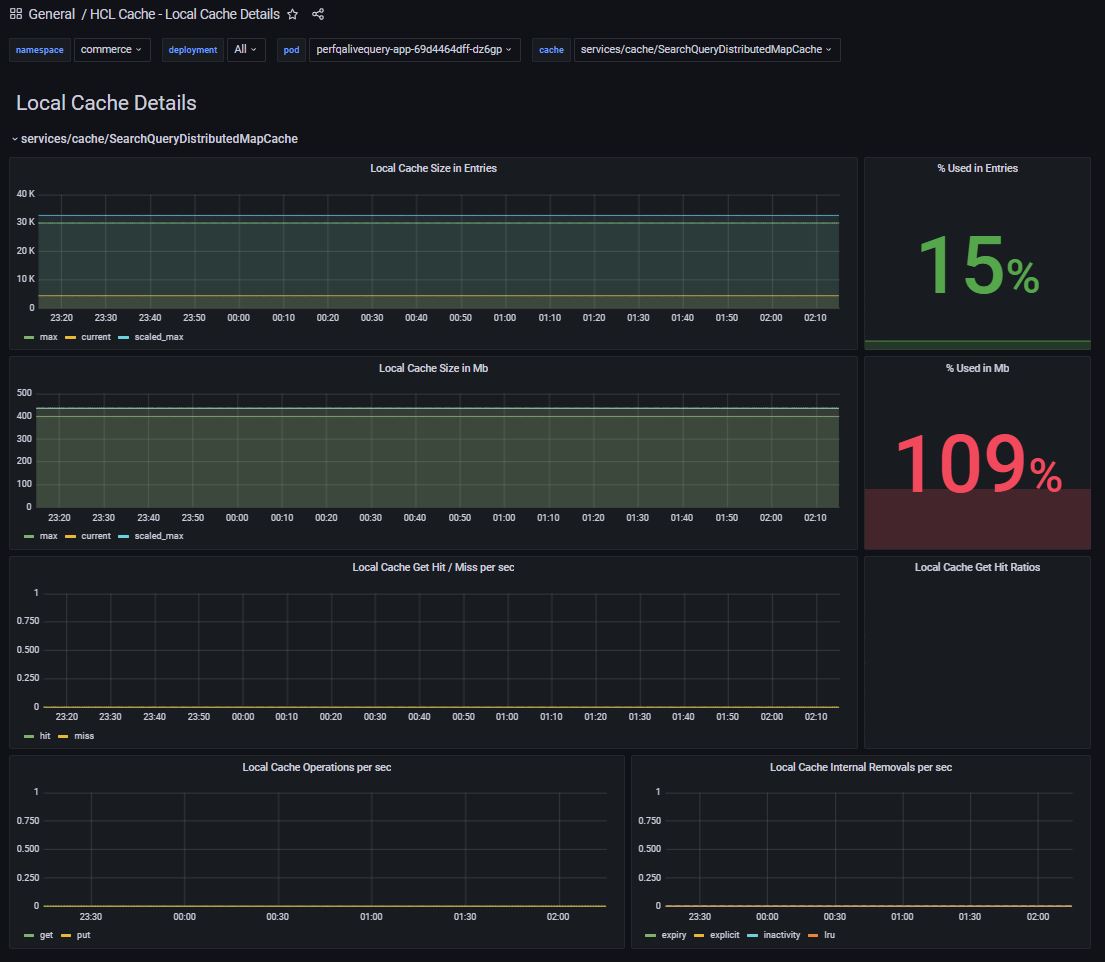 General / HCL Cache - Local Cache Details
namespace commerce deployment All pod perfqalivequery-app-69d4464dff-dz6gp cache services/cache/SearchQueryDistributedMapCache
Local Cache Details
services/cache/SearchQueryDistributedMapCache
Local Cache Size in Entries
40 K
30 K
20 K
10 K
0
23:20 23:30 23:40 23:50 00:00 00:10 00:20 00:30 00:40 00:50 01:00 01:10 01:20 01:30 01:40 01:50 02:00 02:10
max current scaled_max
% Used in Entries
15%
Local Cache Size in Mb
500
400
300
200
100
0
23:20 23:30 23:40 23:50 00:00 00:10 00:20 00:30 00:40 00:50 01:00 01:10 01:20 01:30 01:40 01:50 02:00 02:10
max current scaled_max
% Used in Mb
109%
Local Cache Get Hit / Miss per sec
1
0.750
0.500
0.250
0
23:20 23:30 23:40 23:50 00:00 00:10 00:20 00:30 00:40 00:50 01:00 01:10 01:20 01:30 01:40 01:50 02:00 02:10
hit miss
Local Cache Get Hit Ratios
Local Cache Operations per sec
1
0.750
0.500
0.250
0
23:30 00:00 00:30 01:00 01:30 02:00
get put
Local Cache Internal Removals per sec
1
0.750
0.500
0.250
0
23:30 00:00 00:30 01:00 01:30 02:00
expiry explicit inactivity lru